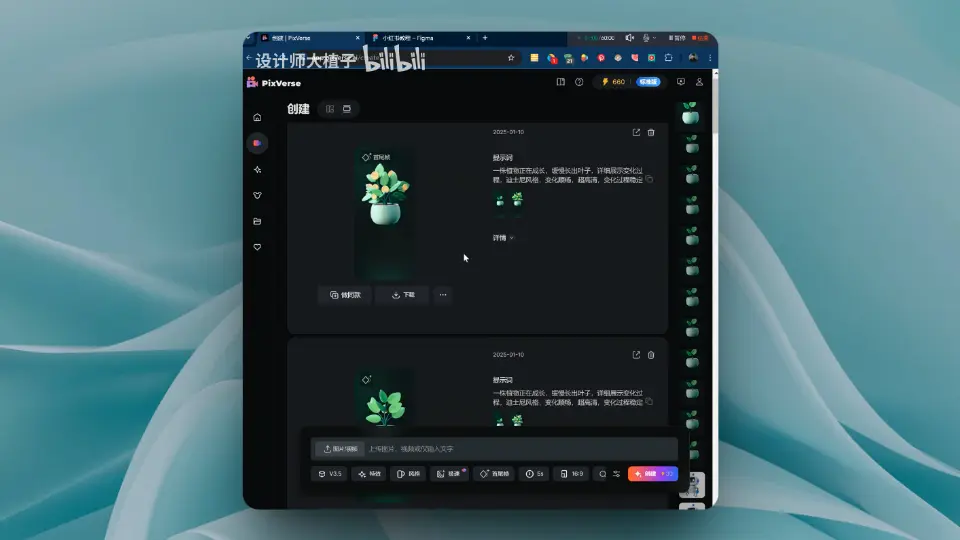 创建 | PixVerse
小红书教程 - Figma
设计师大植子 bilibili
PixVerse
660
标准版
创建
2025-01-10
首尾帧
提示词
一株植物正在成长，缓慢长出叶子，详细展示变化过
程，迪士尼风格，变化顺畅，超高清，变化过程稳定
详情
做同款
下载
2025-01-10
提示词
一株植物正在成长，缓慢长出叶子，详细展示变化过
程，迪士尼风格，变化顺畅，超高清，变化过程稳定
图片/视频
上传图片、视频或仅输入文字
V3.5
特效
风格
极速
首尾帧
5s
16:9
创建